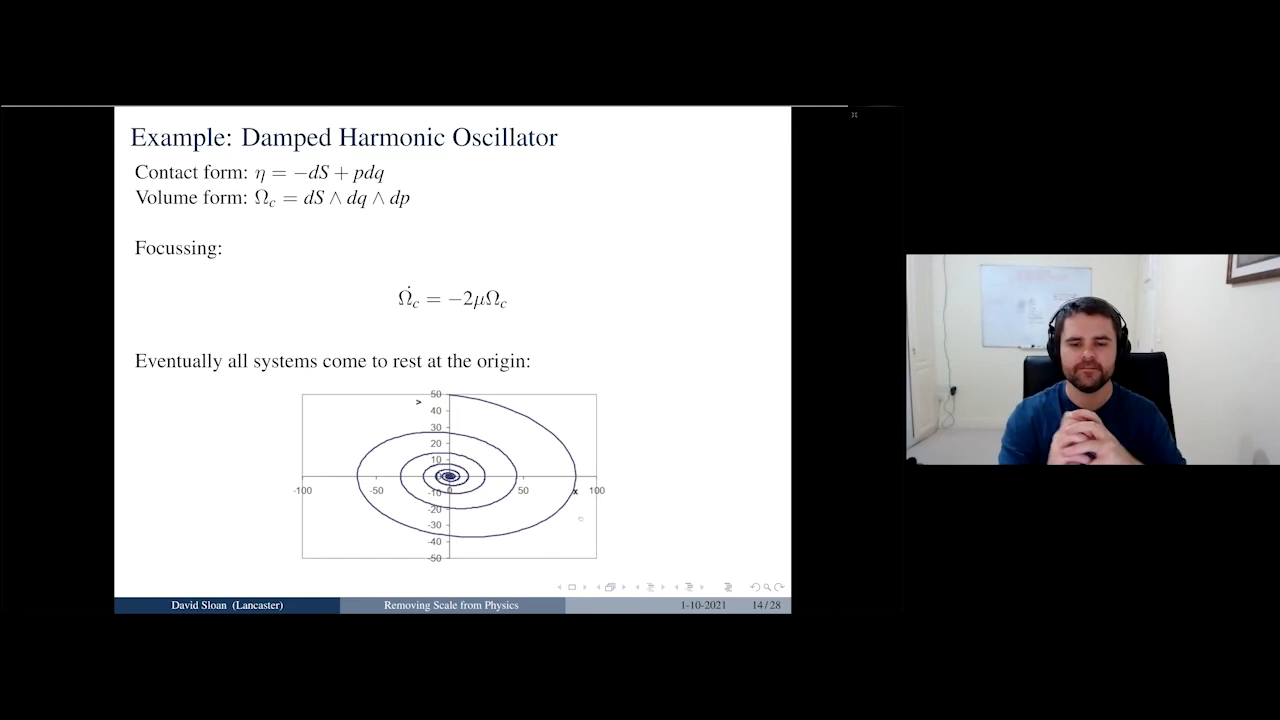 Example: Damped Harmonic Oscillator
Contact form: η = −dS + pdq
Volume form: Ω_c = dS ∧ dq ∧ dp
Focussing:
Ω̇_c = −2μΩ_c
Eventually all systems come to rest at the origin:
v
50
40
30
20
10
0
-10
-20
-30
-40
-50
-100 -50 0 50 100
x
David Sloan (Lancaster) Removing Scale from Physics 1-10-2021 14/28